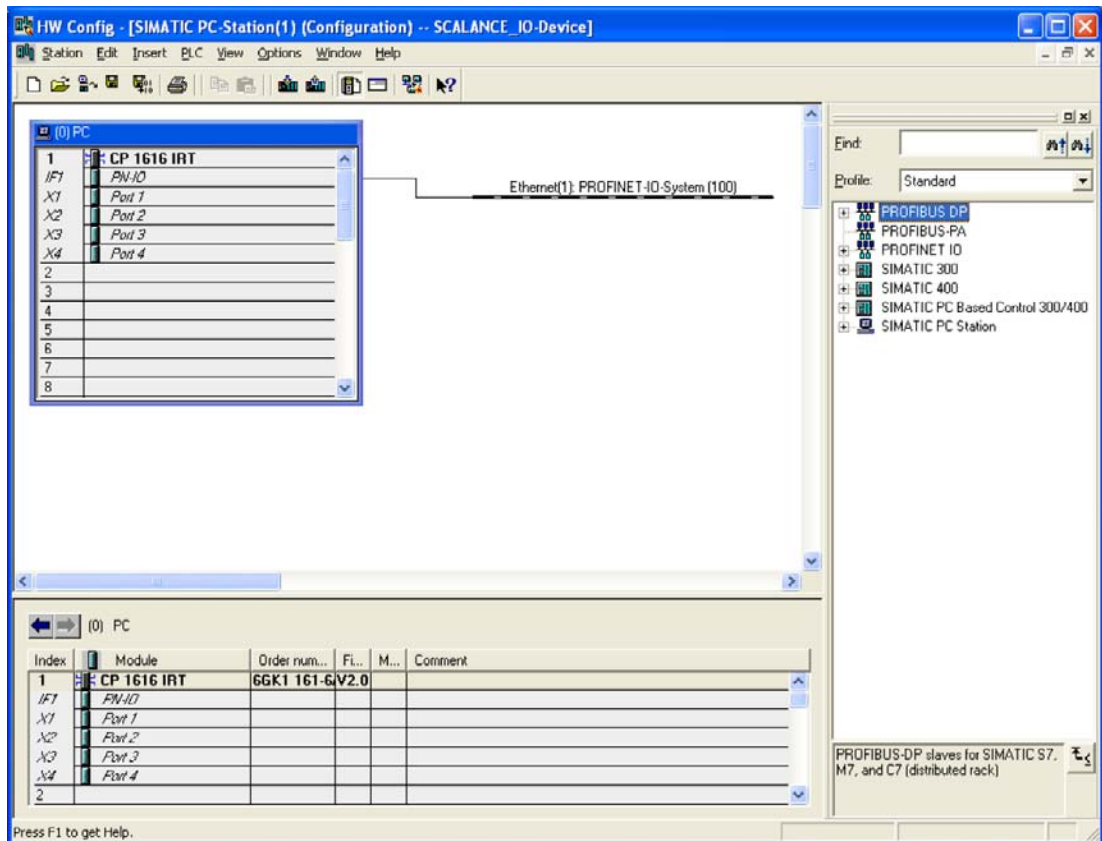 HW Config - [SIMATIC PC-Station(1) (Configuration) -- SCALANCE_IO-Device]
Station Edit Insert PLC View Options Window Help
(0) PC
1 CP 1616 IRT
IF1 PN-IO
X1 Port 1
X2 Port 2
X3 Port 3
X4 Port 4
2
3
4
5
6
7
8
Ethernet(1): PROFINET-IO-System (100)
Find:
Profile: Standard
PROFIBUS DP
PROFIBUS-PA
PROFINET IO
SIMATIC 300
SIMATIC 400
SIMATIC PC Based Control 300/400
SIMATIC PC Station
(0) PC
Index Module Order num... Fi... M... Comment
1 CP 1616 IRT 6GK1 161-6A V2.0
IF1 PN-IO
X1 Port 1
X2 Port 2
X3 Port 3
X4 Port 4
2
PROFIBUS-DP slaves for SIMATIC S7,
M7, and C7 (distributed rack)
Press F1 to get Help.